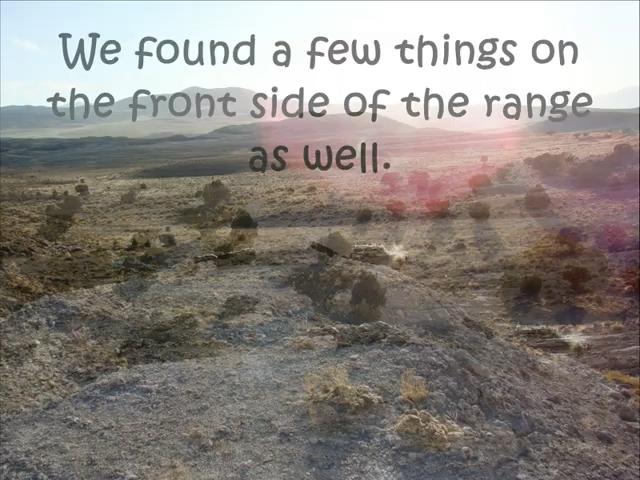 We found a few things on
the front side of the range
as well.